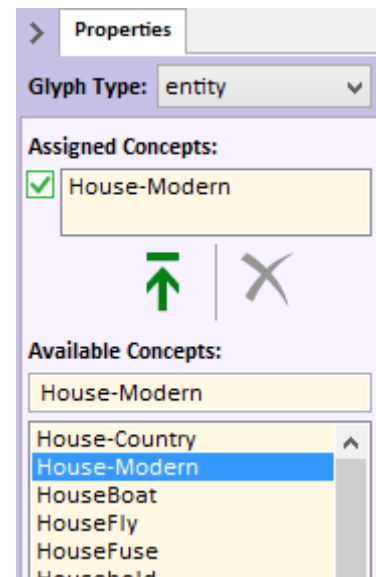 Properties
Glyph Type: entity
Assigned Concepts:
House-Modern
Available Concepts:
House-Modern
House-Country
House-Modern
HouseBoat
HouseFly
HouseFuse
Household